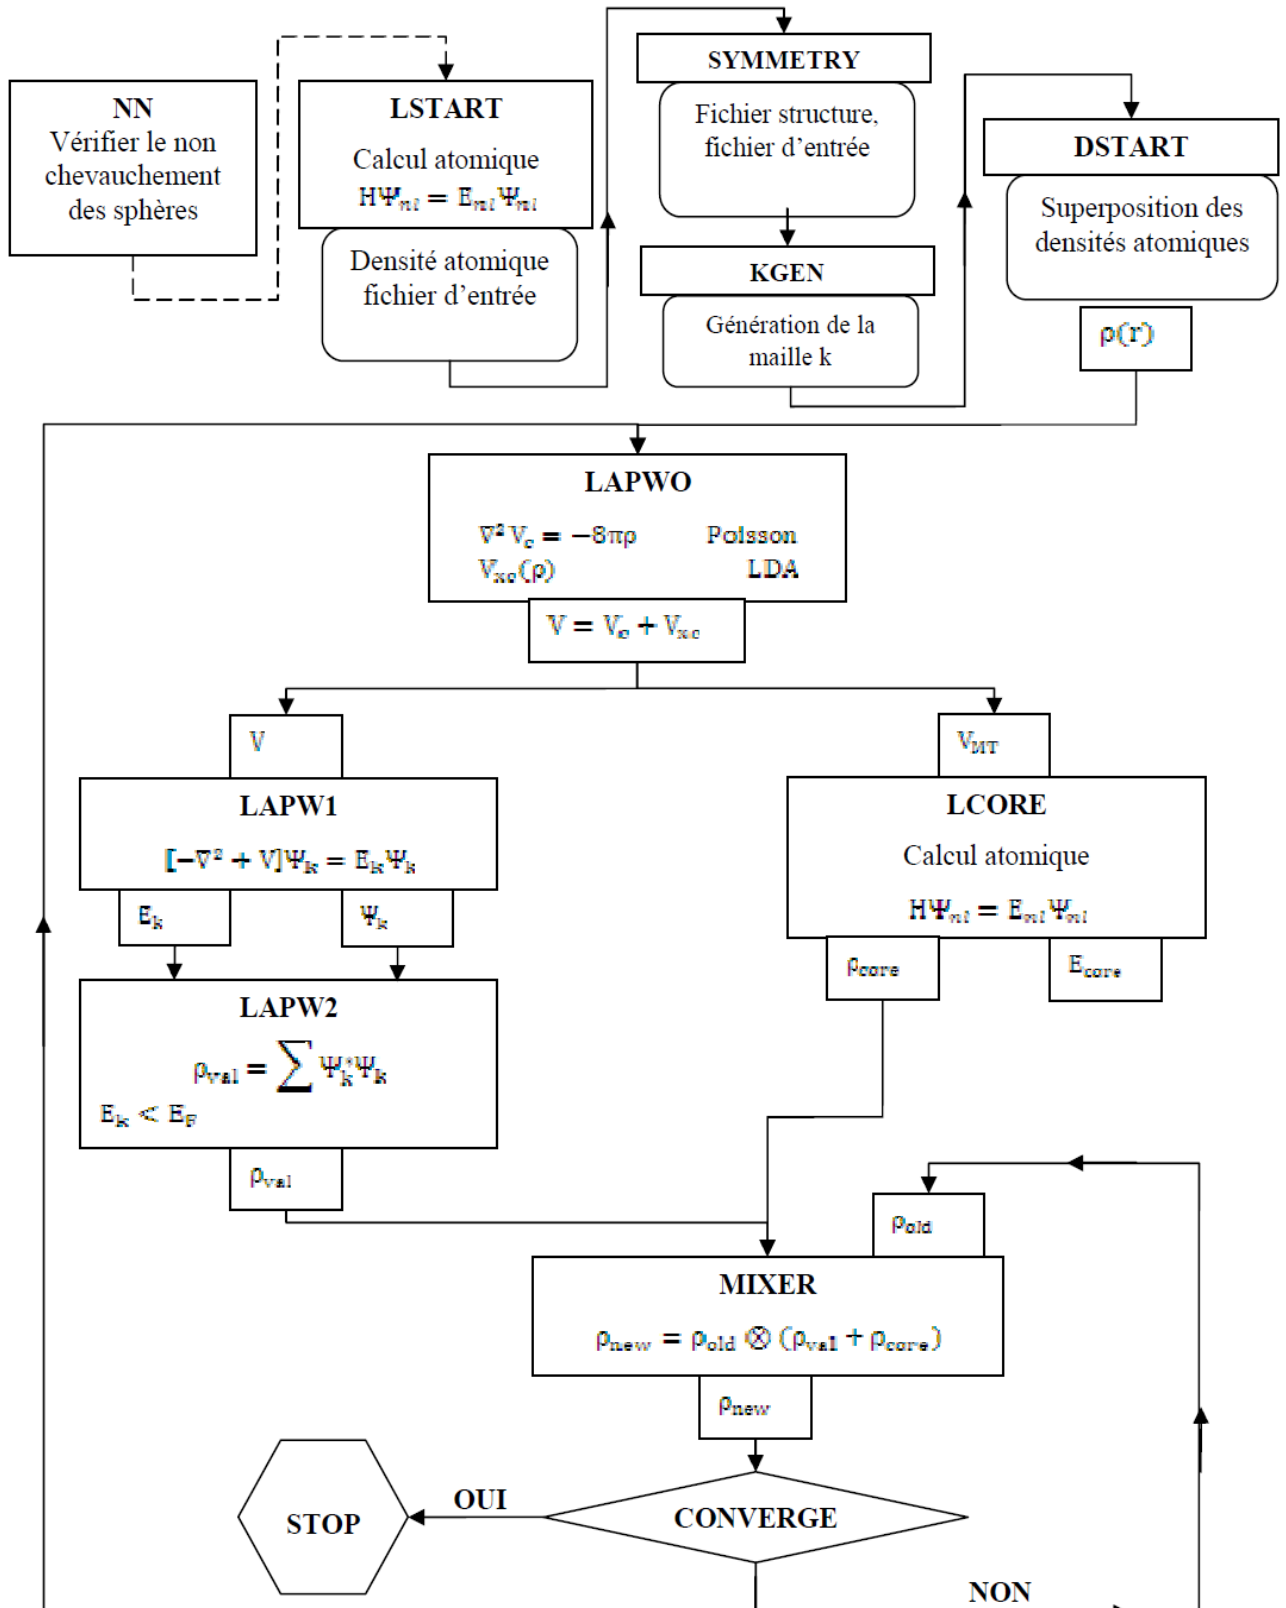 NN
Vérifier le non
chevauchement
des sphères
LSTART
Calcul atomique
HΨnl = EnlΨnl
Densité atomique
fichier d’entrée
SYMMETRY
Fichier structure,
fichier d’entrée
KGEN
Génération de la
maille k
DSTART
Superposition des
densités atomiques
ρ(r)
LAPWO
∇²Vc = −8πρ Poisson
Vxc(ρ) LDA
V = Vc + Vxc
V
VMT
LAPW1
[−∇² + V]Ψk = EkΨk
Ek
Ψk
LCORE
Calcul atomique
HΨnl = EnlΨnl
ρcore
Ecore
LAPW2
ρval = ∑ Ψk*Ψk
Ek < EF
ρval
ρold
MIXER
ρnew = ρold ⊗ (ρval + ρcore)
ρnew
STOP
OUI
CONVERGE
NON